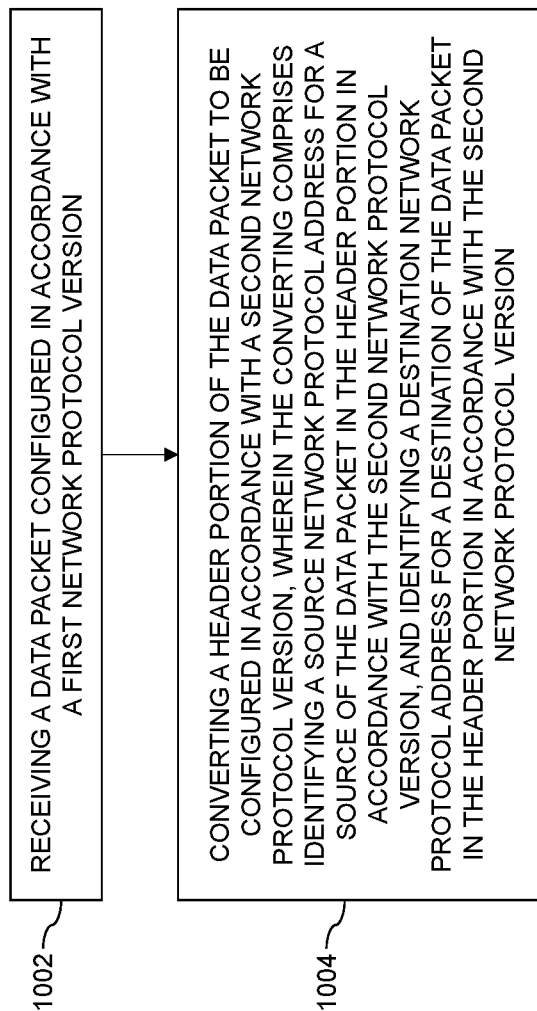 RECEIVING A DATA PACKET CONFIGURED IN ACCORDANCE WITH
A FIRST NETWORK PROTOCOL VERSION
1002
CONVERTING A HEADER PORTION OF THE DATA PACKET TO BE
CONFIGURED IN ACCORDANCE WITH A SECOND NETWORK
PROTOCOL VERSION, WHEREIN THE CONVERTING COMPRISES
IDENTIFYING A SOURCE NETWORK PROTOCOL ADDRESS FOR A
SOURCE OF THE DATA PACKET IN THE HEADER PORTION IN
ACCORDANCE WITH THE SECOND NETWORK PROTOCOL
VERSION, AND IDENTIFYING A DESTINATION NETWORK
PROTOCOL ADDRESS FOR A DESTINATION OF THE DATA PACKET
IN THE HEADER PORTION IN ACCORDANCE WITH THE SECOND
NETWORK PROTOCOL VERSION
1004